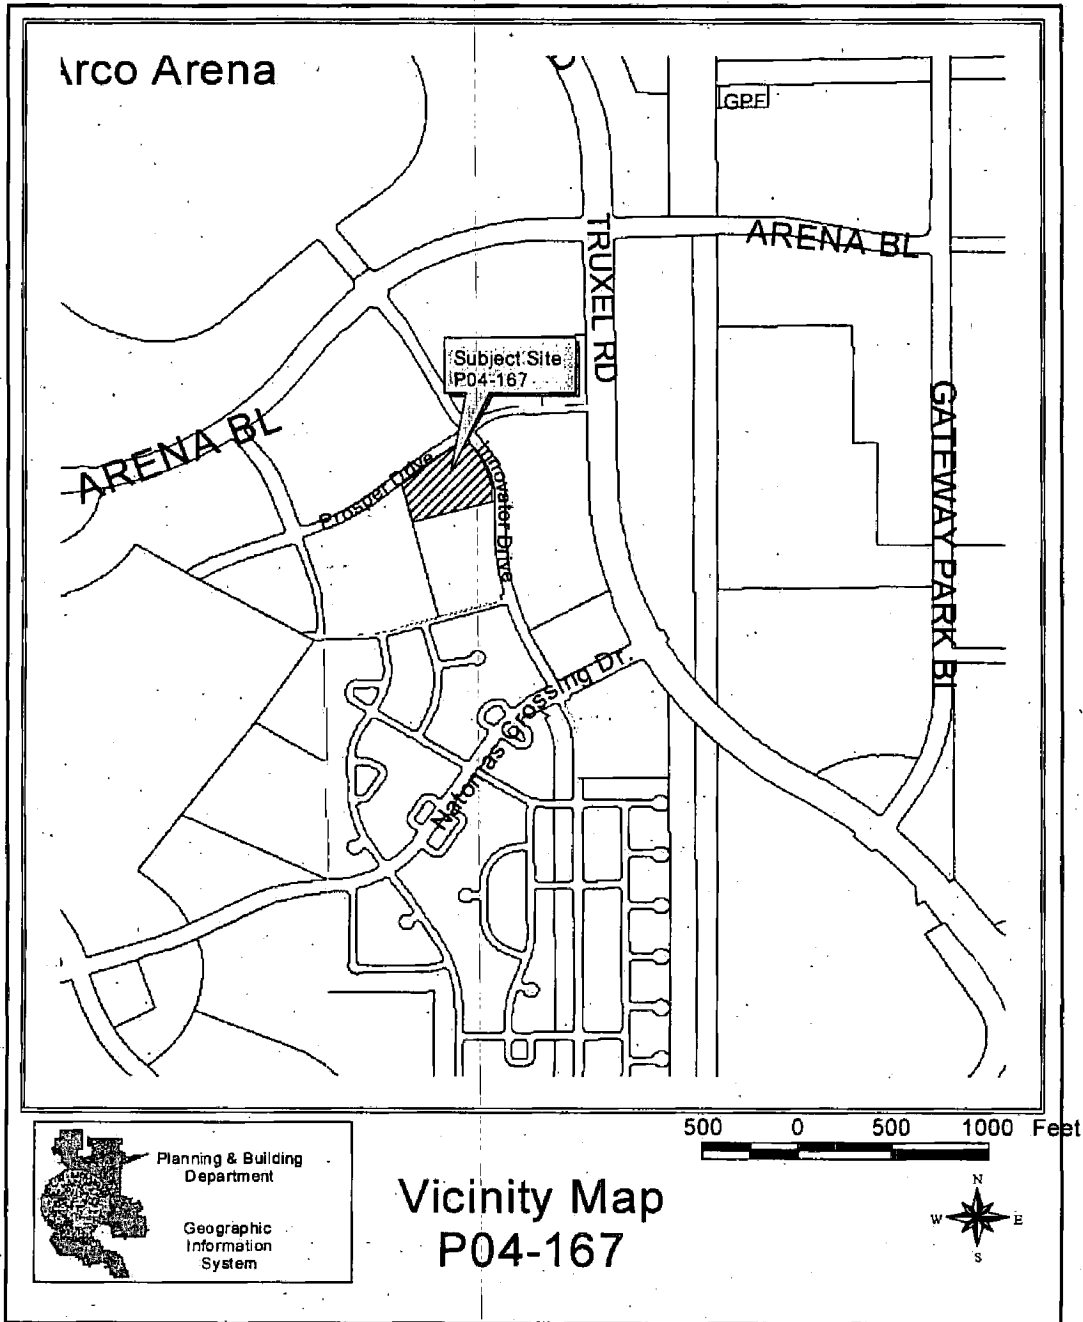 Arco Arena
GPF
ARENA BL
TRUXEL RD
Subject Site
P04-167
GATEWAY PARK BL
ARENA BL
Prosper Drive
Innovator Drive
Natomas Crossing Dr.
500 0 500 1000 Feet
Planning & Building
Department
Geographic
Information
System
Vicinity Map
P04-167
N
W E
S